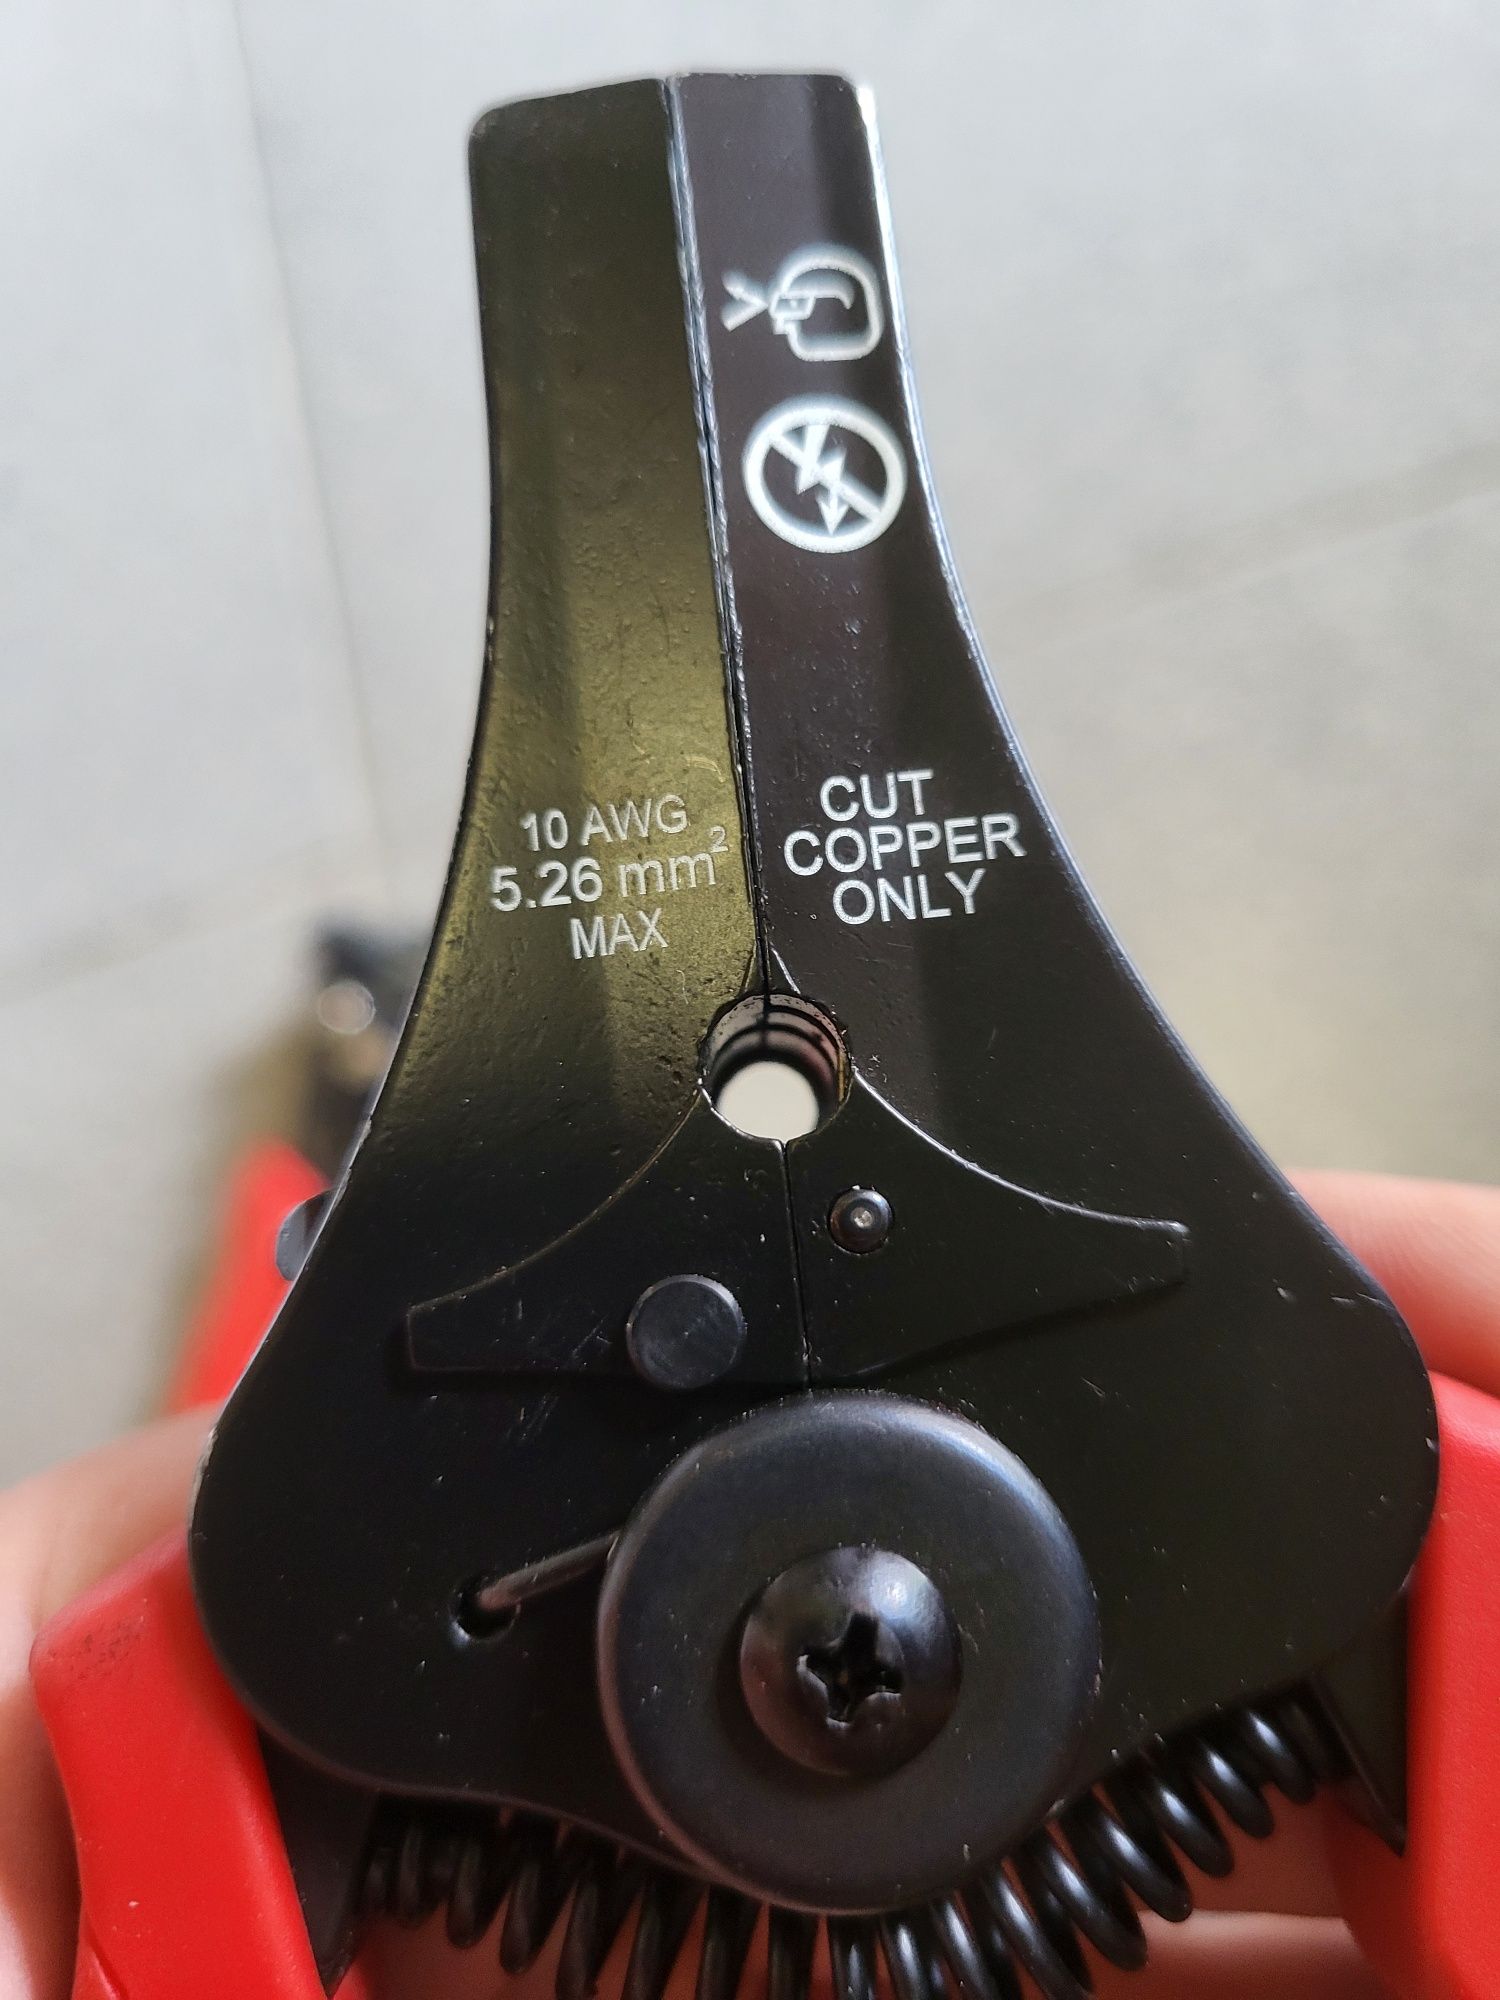 10 AWG
5.26 mm²
MAX
CUT
COPPER
ONLY